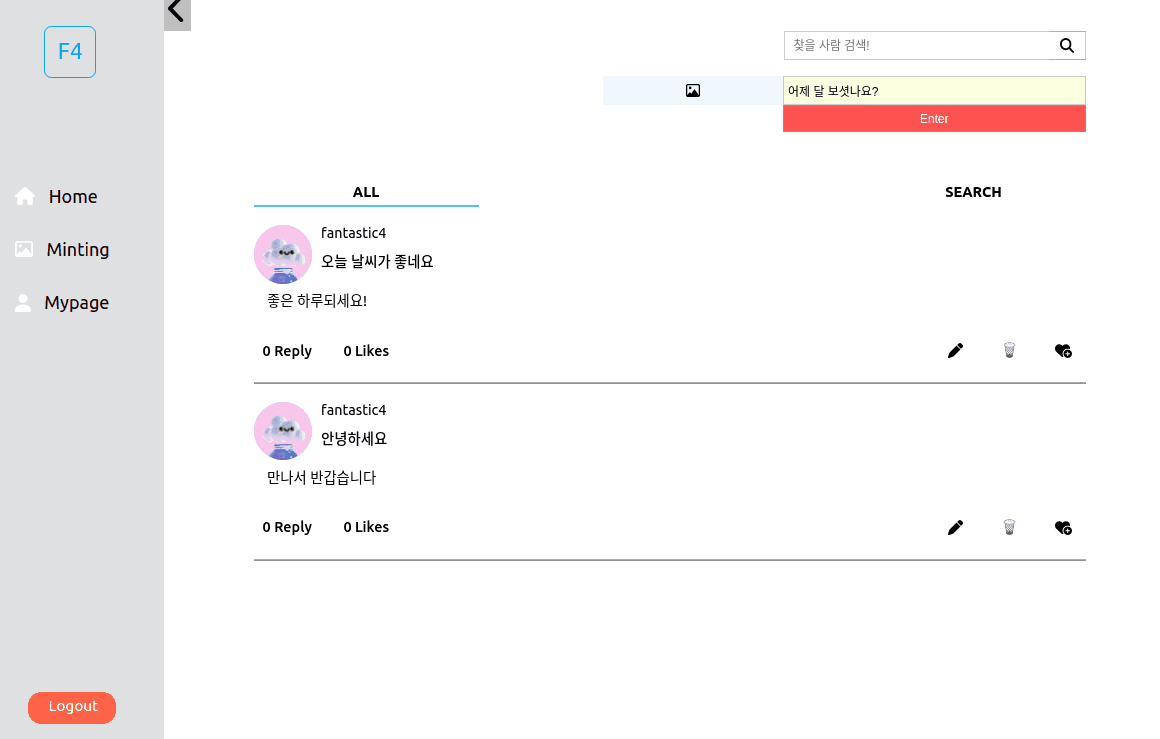 F4
찾을 사람 검색!
어제 달 보셧나요?
Enter
Home
Minting
Mypage
ALL
SEARCH
fantastic4
오늘 날씨가 좋네요
좋은 하루되세요!
0 Reply 0 Likes
fantastic4
안녕하세요
만나서 반갑습니다
0 Reply 0 Likes
Logout